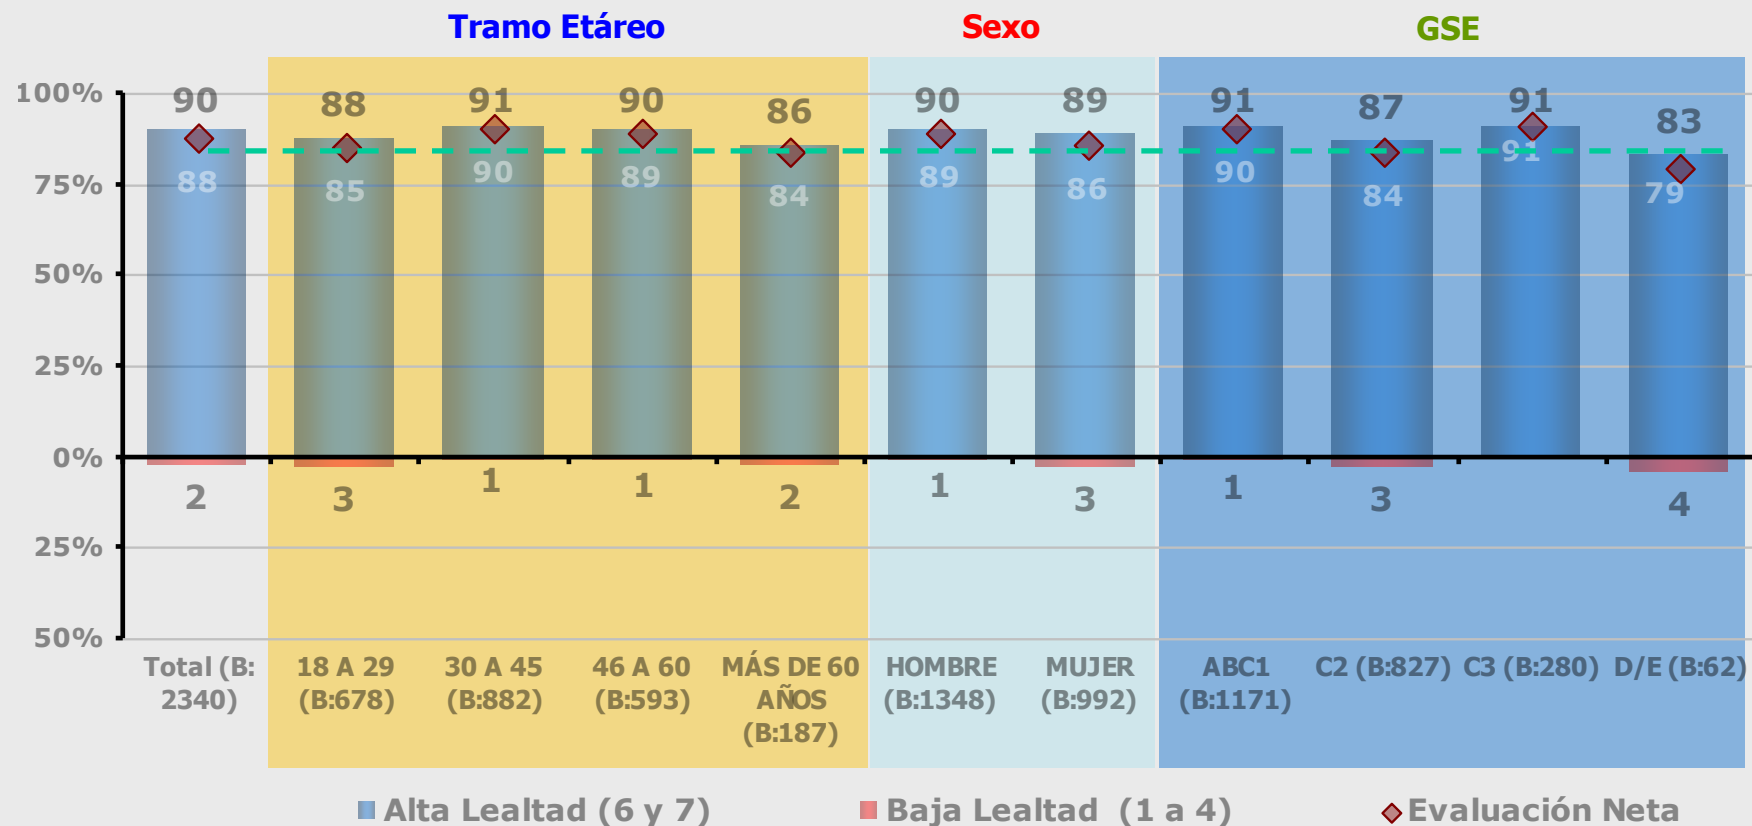 Tramo Etáreo Sexo GSE
100%
75%
50%
25%
0%
25%
50%
90 88 91 90 86 90 89 91 87 91 83
88 85 90 89 84 89 86 90 84 91 79
2 3 1 1 2 1 3 1 3 4
Total (B:
2340)
18 A 29
(B:678)
30 A 45
(B:882)
46 A 60
(B:593)
MÁS DE 60
AÑOS
(B:187)
HOMBRE
(B:1348)
MUJER
(B:992)
ABC1
(B:1171)
C2 (B:827)
C3 (B:280)
D/E (B:62)
Alta Lealtad (6 y 7) Baja Lealtad (1 a 4) Evaluación Neta